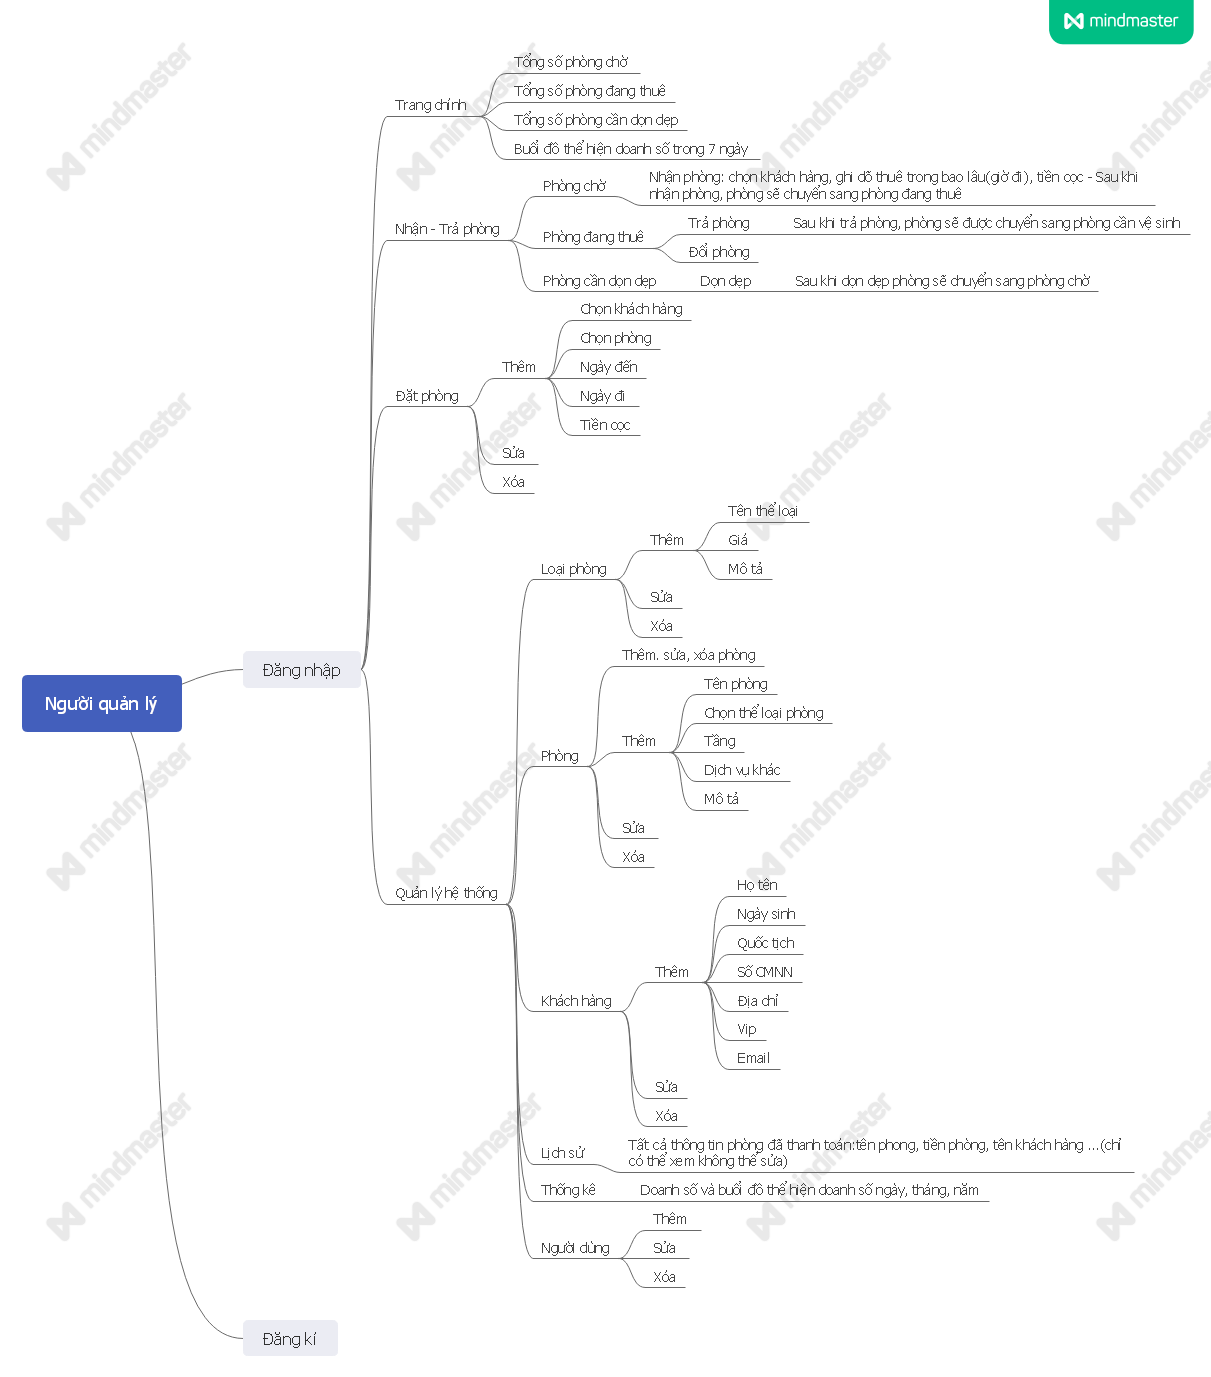 mindmaster
Tổng số phòng chờ
Tổng số phòng đang thuê
Trang chính
Tổng số phòng cần dọn dẹp
Buổi đồ thể hiện doanh số trong 7 ngày
Nhận phòng: chọn khách hàng, ghi dõ thuê trong bao lâu(giờ đi), tiền cọc - Sau khi
nhận phòng, phòng sẽ chuyển sang phòng đang thuê
Phòng chờ
Nhận - Trả phòng
Phòng đang thuê
Trả phòng
Sau khi trả phòng, phòng sẽ được chuyển sang phòng cần vệ sinh
Đổi phòng
Phòng cần dọn dẹp
Dọn dẹp
Sau khi dọn dẹp phòng sẽ chuyển sang phòng chờ
Chọn khách hàng
Chọn phòng
Thêm
Ngày đến
Đặt phòng
Ngày đi
Tiền cọc
Sửa
Xóa
Tên thể loại
Thêm
Giá
Loại phòng
Mô tả
Sửa
Xóa
Thêm. sửa, xóa phòng
Đăng nhập
Tên phòng
Người quản lý
Chọn thể loại phòng
Thêm
Tầng
Phòng
Dịch vụ khác
Mô tả
Sửa
Xóa
Quản lý hệ thống
Họ tên
Ngày sinh
Quốc tịch
Thêm
Số CMNN
Khách hàng
Địa chỉ
Vip
Email
Sửa
Xóa
Lịch sử
Tất cả thông tin phòng đã thanh toán:tên phong, tiền phòng, tên khách hàng ...(chỉ
có thể xem không thể sửa)
Thống kê
Doanh số và buổi đồ thể hiện doanh số ngày, tháng, năm
Thêm
Người dùng
Sửa
Xóa
Đăng kí